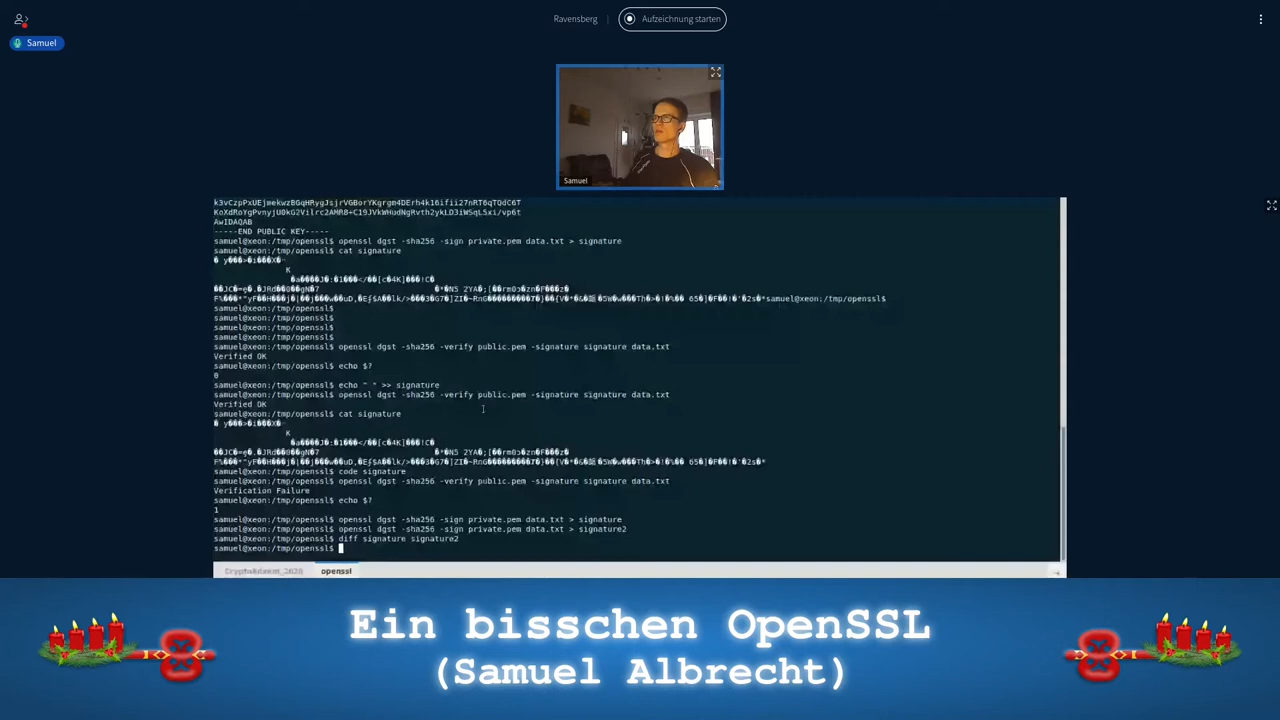 Ravensberg
Aufzeichnung starten
Samuel
Samuel
AwIDAQAB
-----END PUBLIC KEY-----
samuel@xeon:/tmp/openssl$ openssl dgst -sha256 -sign private.pem data.txt > signature
samuel@xeon:/tmp/openssl$ cat signature
samuel@xeon:/tmp/openssl$
samuel@xeon:/tmp/openssl$
samuel@xeon:/tmp/openssl$
samuel@xeon:/tmp/openssl$
samuel@xeon:/tmp/openssl$ openssl dgst -sha256 -verify public.pem -signature signature data.txt
Verified OK
samuel@xeon:/tmp/openssl$ echo $?
0
samuel@xeon:/tmp/openssl$ echo " " >> signature
samuel@xeon:/tmp/openssl$ openssl dgst -sha256 -verify public.pem -signature signature data.txt
Verified OK
samuel@xeon:/tmp/openssl$ cat signature
samuel@xeon:/tmp/openssl$ code signature
samuel@xeon:/tmp/openssl$ openssl dgst -sha256 -verify public.pem -signature signature data.txt
Verification Failure
samuel@xeon:/tmp/openssl$ echo $?
1
samuel@xeon:/tmp/openssl$ openssl dgst -sha256 -sign private.pem data.txt > signature
samuel@xeon:/tmp/openssl$ openssl dgst -sha256 -sign private.pem data.txt > signature2
samuel@xeon:/tmp/openssl$ diff signature signature2
samuel@xeon:/tmp/openssl$
openssl
Ein bisschen OpenSSL
(Samuel Albrecht)